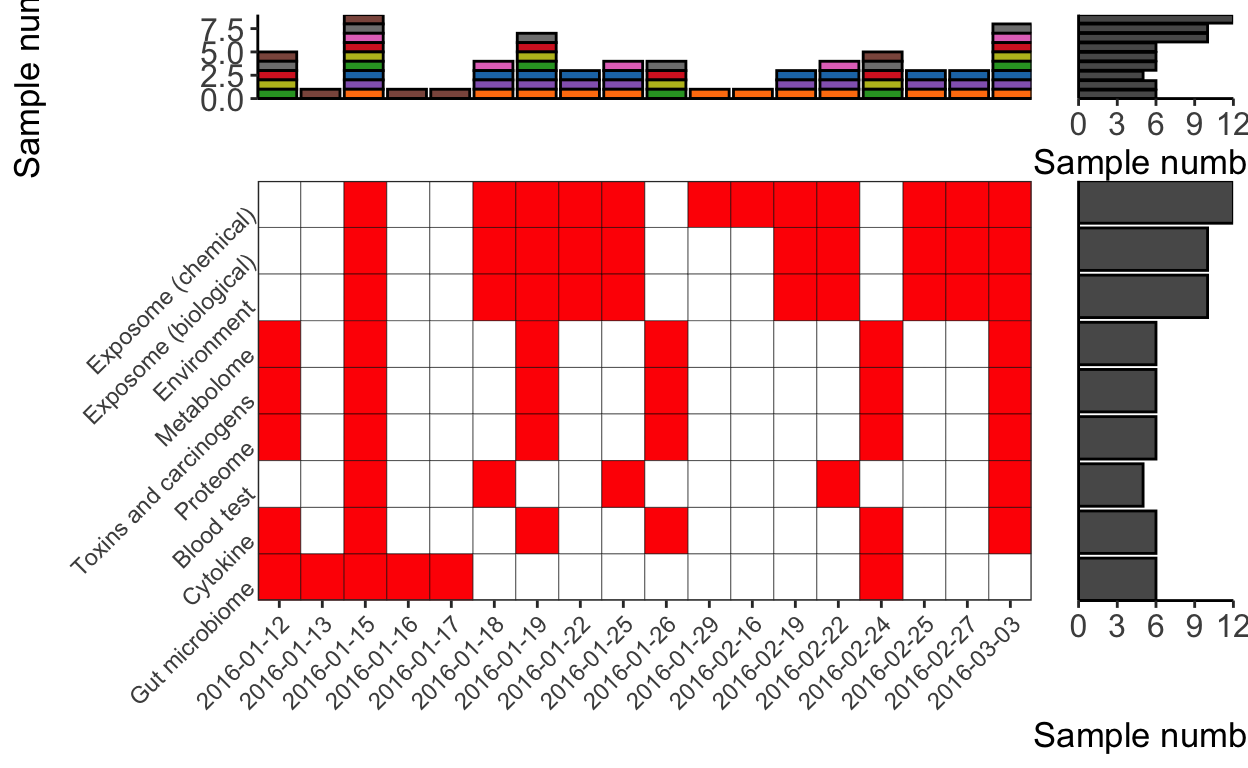 Sample num
7.5
5.0
2.5
0.0
0 3 6 9 12
Sample numb
Exposome (chemical)
Exposome (biological)
Environment
Metabolome
Toxins and carcinogens
Proteome
Blood test
Cytokine
Gut microbiome
2016-01-12
2016-01-13
2016-01-15
2016-01-16
2016-01-17
2016-01-18
2016-01-19
2016-01-22
2016-01-25
2016-01-26
2016-01-29
2016-02-16
2016-02-19
2016-02-22
2016-02-24
2016-02-25
2016-02-27
2016-03-03
0 3 6 9 12
Sample numb